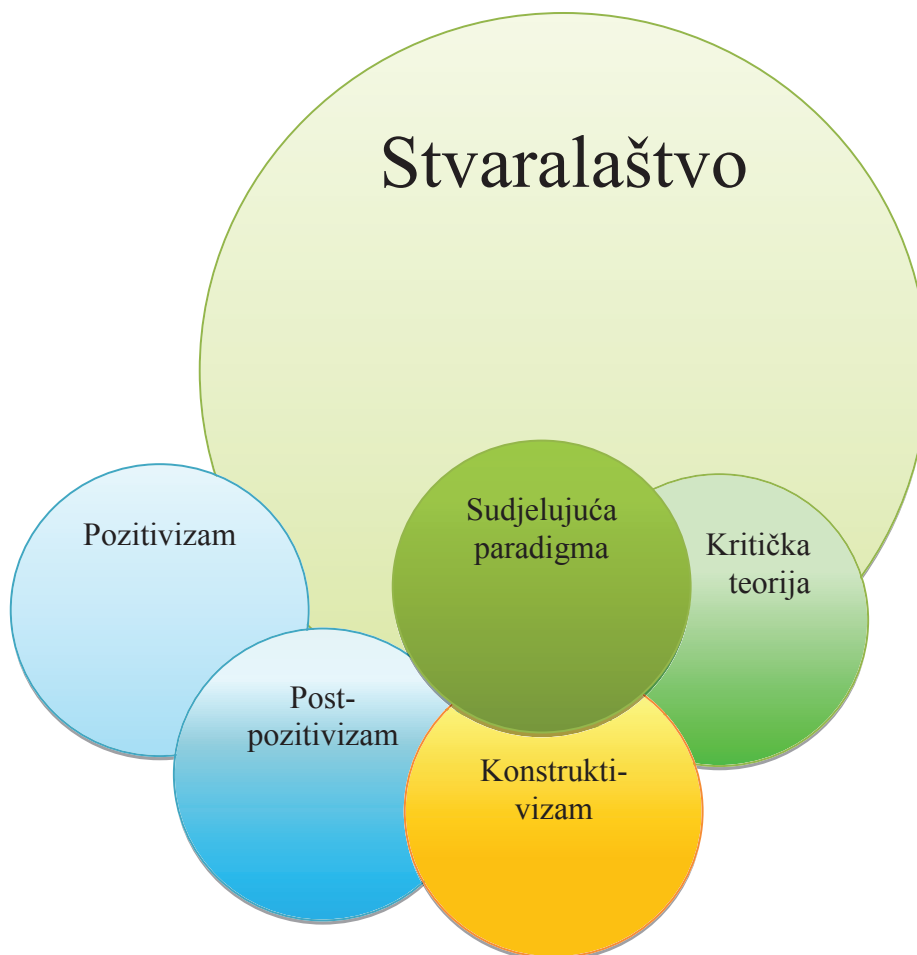 Stvaralaštvo
Pozitivizam
Sudjelujuća
paradigma
Kritička
teorija
Post-
pozitivizam
Konstrukti-
vizam